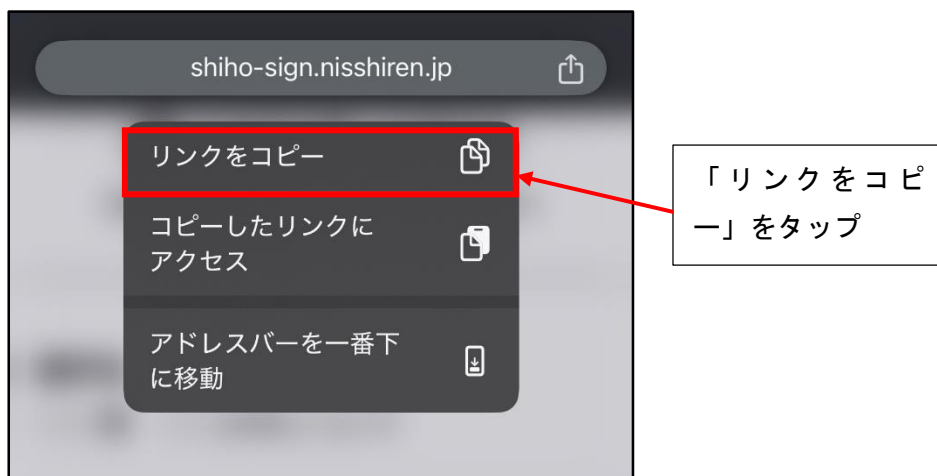 shiho-sign.nisshiren.jp
リンクをコピー
コピーしたリンクに
アクセス
アドレスバーを一番下
に移動
「リンクをコピ
ー」をタップ